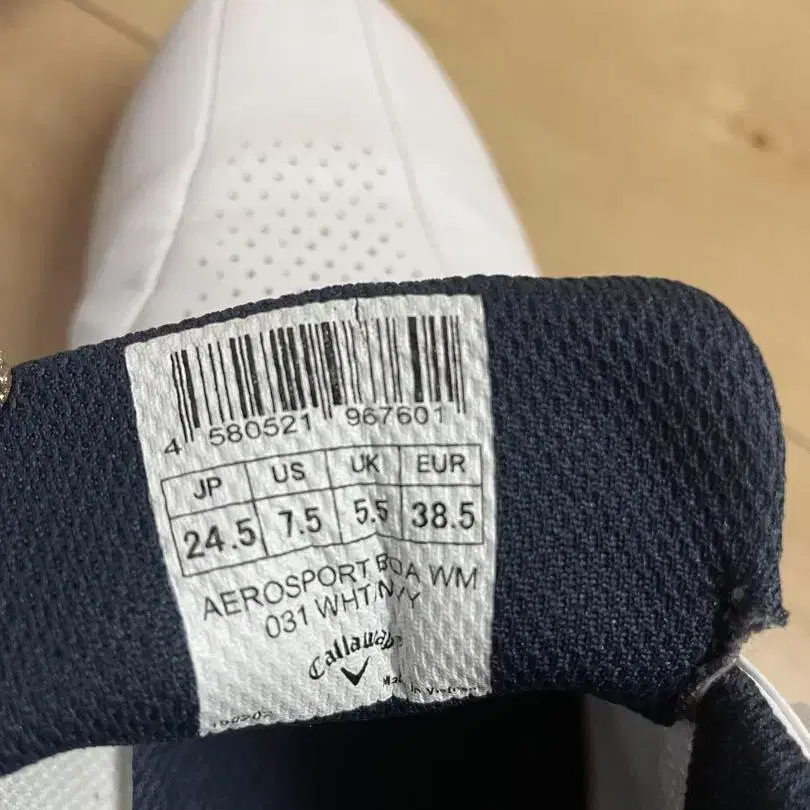 4 580521 967601
JP US UK EUR
24.5 7.5 5.5 38.5
AEROSPORT BOA WM
031 WHT/NVY
Callaway
Made in Vietnam